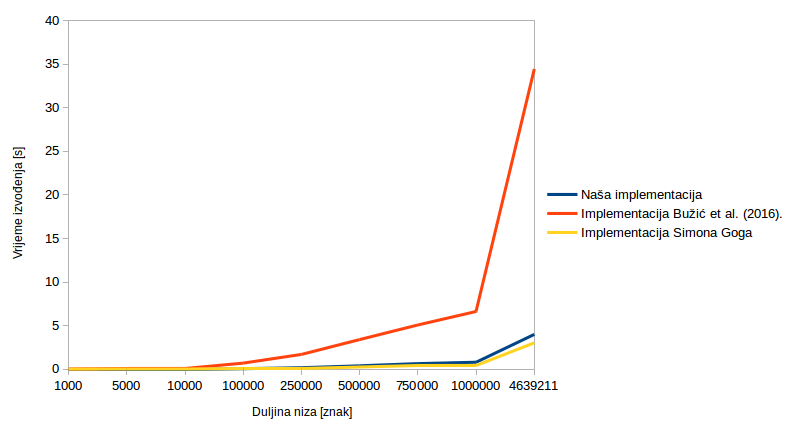 40
35
30
25
20
15
10
5
0
Vrijeme izvođenja [s]
1000 5000 10000 100000 250000 500000 750000 1000000 4639211
Duljina niza [znak]
Naša implementacija
Implementacija Bužić et al. (2016).
Implementacija Simona Goga